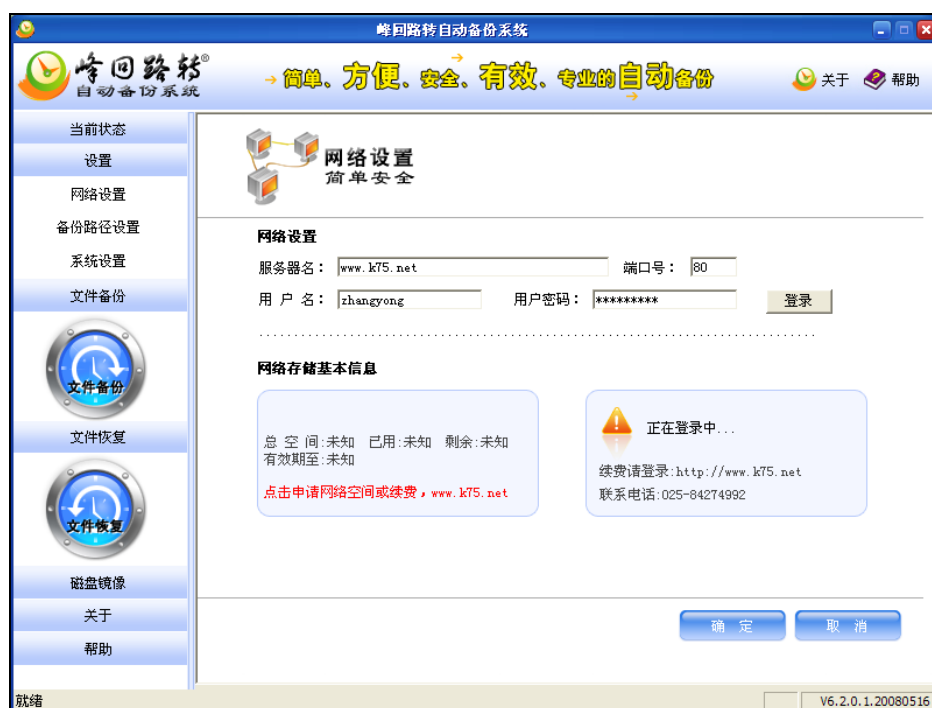 峰回路转自动备份系统
峰回路转®
自动备份系统
→简单、方便、安全、有效、专业的自动备份
关于 帮助
当前状态
设置
网络设置
备份路径设置
系统设置
文件备份
文件备份
文件恢复
文件恢复
磁盘镜像
关于
帮助
网络设置
简单安全
网络设置
服务器名： www.k75.net 端口号： 80
用 户 名： zhangyong 用户密码： ********* 登录
网络存储基本信息
总 空 间:未知 已用:未知 剩余:未知
有效期至:未知
点击申请网络空间或续费，www.k75.net
正在登录中...
续费请登录:http://www.k75.net
联系电话:025-84274992
确 定 取 消
就绪 V6.2.0.1.20080516